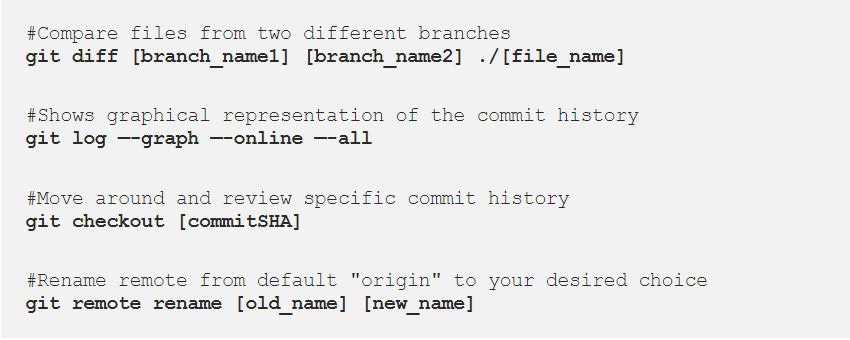 #Compare files from two different branches
git diff [branch_name1] [branch_name2] ./[file_name]
#Shows graphical representation of the commit history
git log —-graph —-online —-all
#Move around and review specific commit history
git checkout [commitSHA]
#Rename remote from default "origin" to your desired choice
git remote rename [old_name] [new_name]